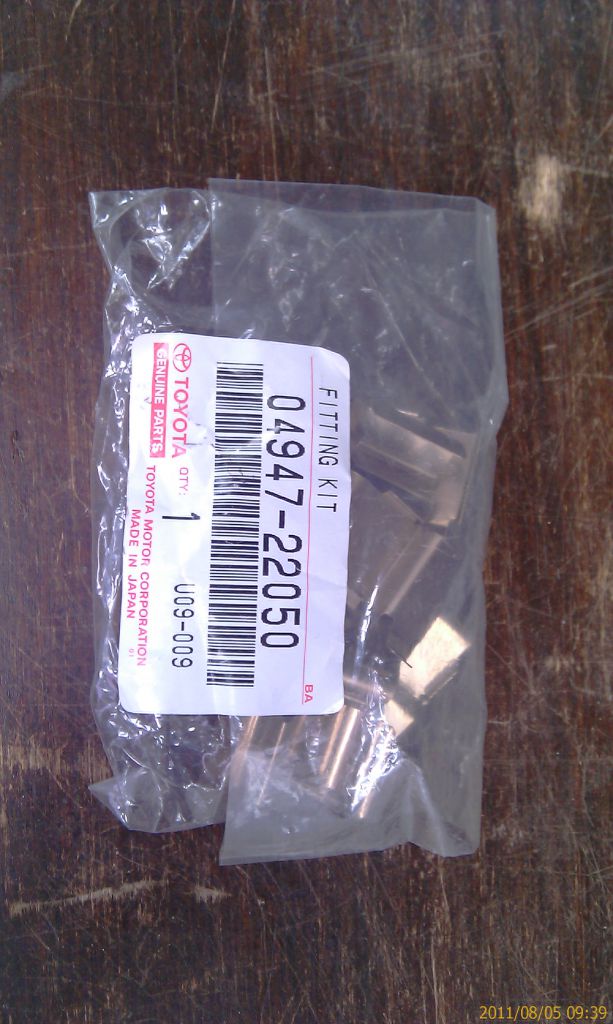 FITTING KIT
BA
04947-22050
TOYOTA QTY: 1 U09-009
GENUINE PARTS
TOYOTA MOTOR CORPORATION
MADE IN JAPAN
01
2011/08/05 09:39